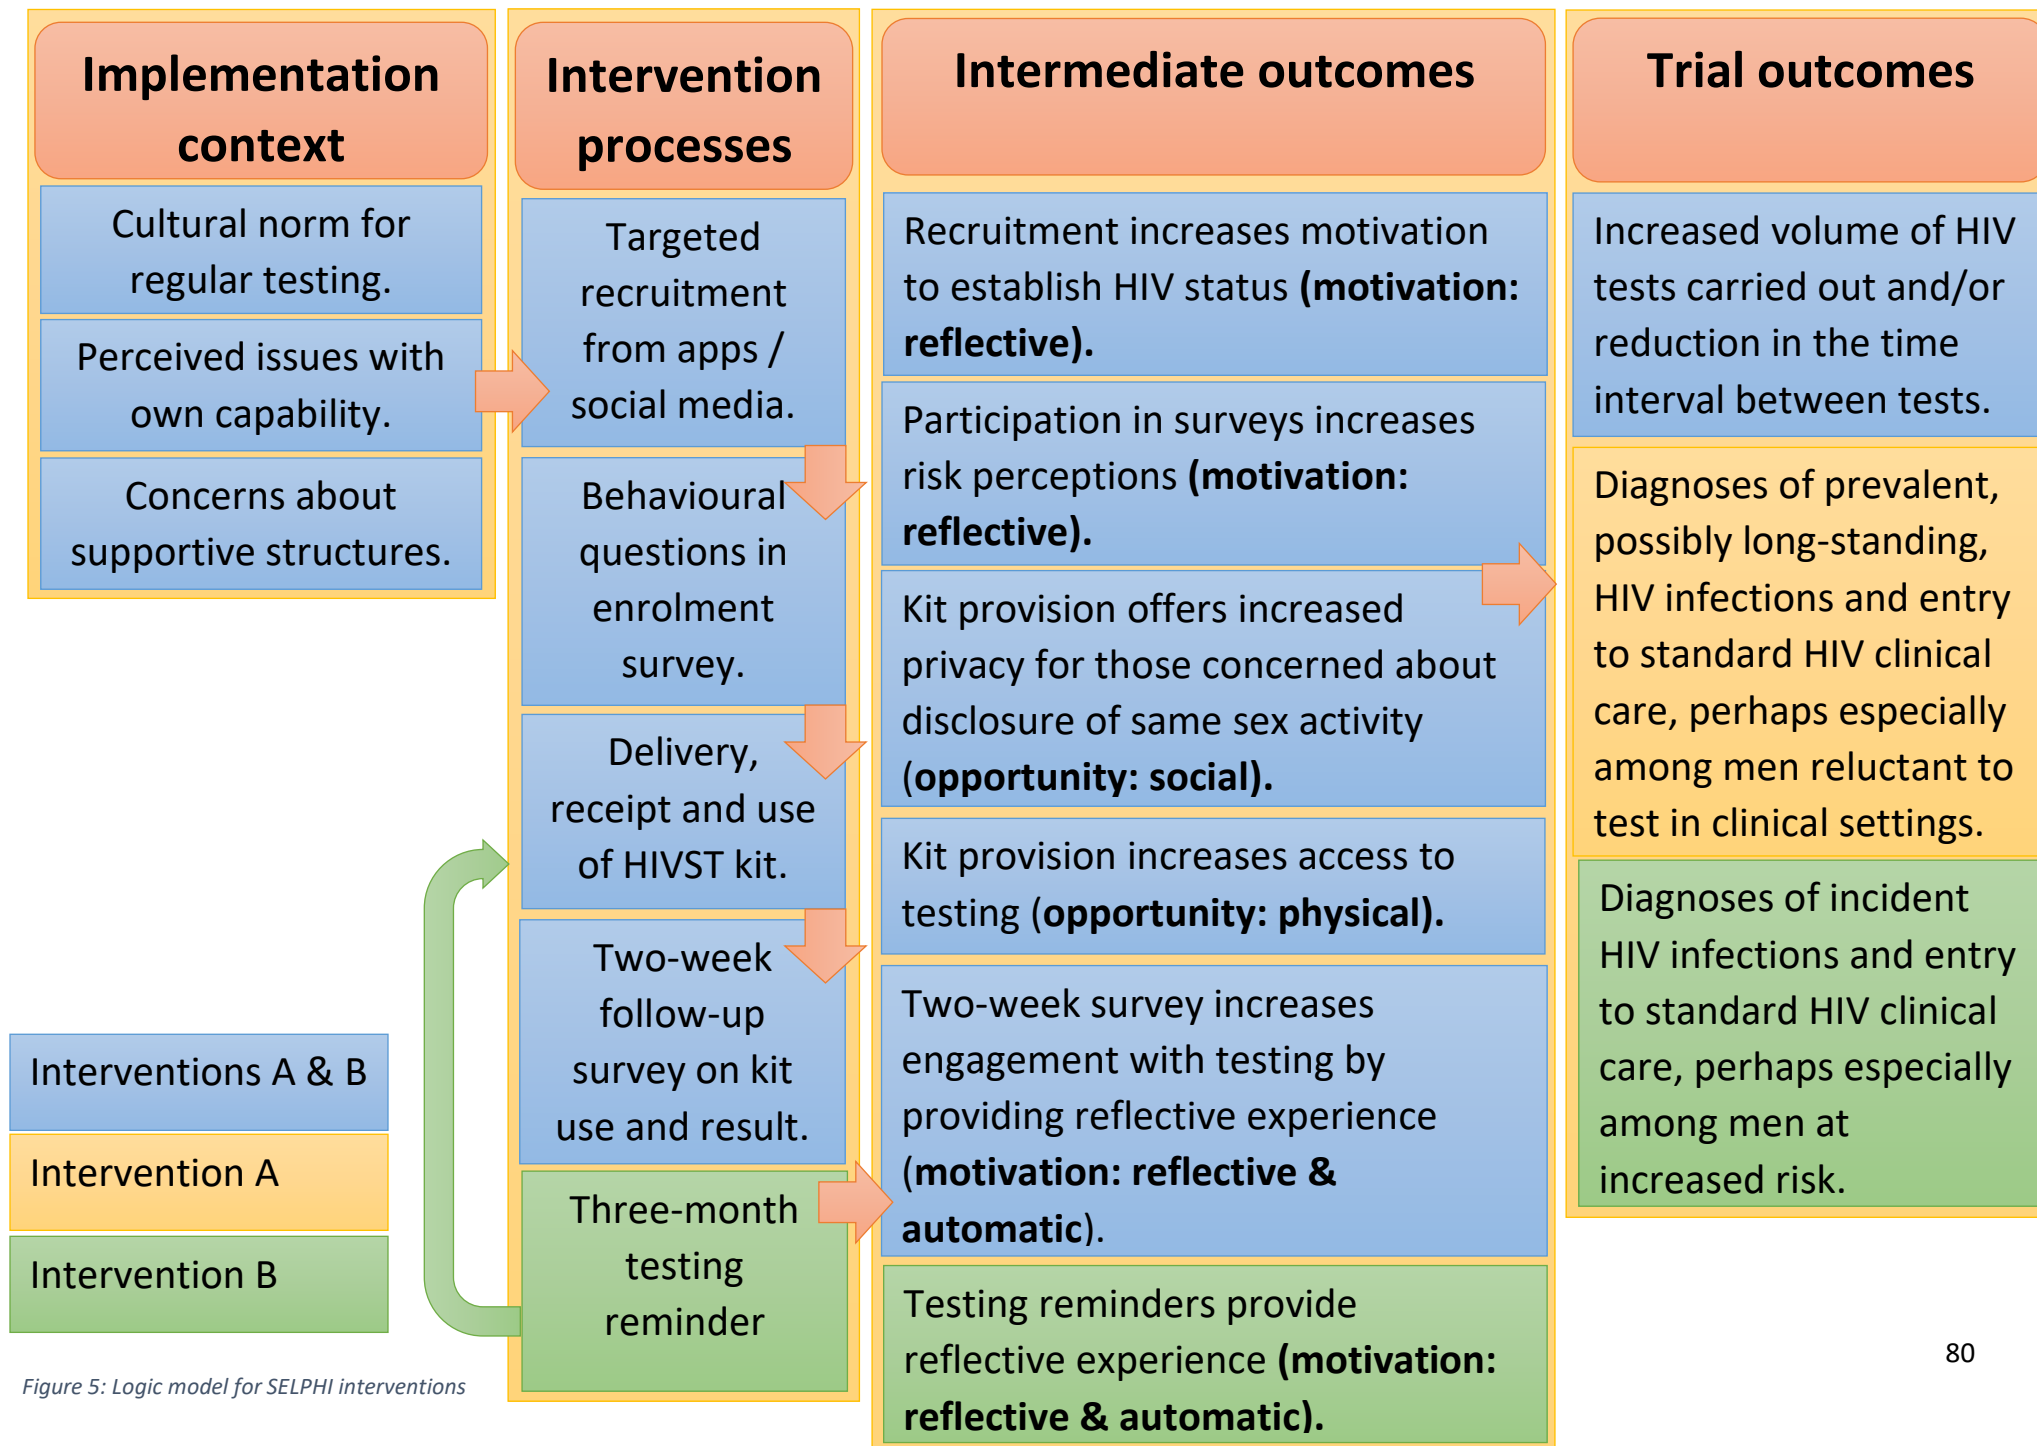 Implementation
context
Cultural norm for
regular testing.
Perceived issues with
own capability.
Concerns about
supportive structures.
Intervention
processes
Targeted
recruitment
from apps /
social media.
Behavioural
questions in
enrolment
survey.
Delivery,
receipt and use
of HIVST kit.
Two-week
follow-up
survey on kit
use and result.
Three-month
testing
reminder
Intermediate outcomes
Recruitment increases motivation
to establish HIV status (motivation:
reflective).
Participation in surveys increases
risk perceptions (motivation:
reflective).
Kit provision offers increased
privacy for those concerned about
disclosure of same sex activity
(opportunity: social).
Kit provision increases access to
testing (opportunity: physical).
Two-week survey increases
engagement with testing by
providing reflective experience
(motivation: reflective &
automatic).
Testing reminders provide
reflective experience (motivation:
reflective & automatic).
Trial outcomes
Increased volume of HIV
tests carried out and/or
reduction in the time
interval between tests.
Diagnoses of prevalent,
possibly long-standing,
HIV infections and entry
to standard HIV clinical
care, perhaps especially
among men reluctant to
test in clinical settings.
Diagnoses of incident
HIV infections and entry
to standard HIV clinical
care, perhaps especially
among men at
increased risk.
Interventions A & B
Intervention A
Intervention B
Figure 5: Logic model for SELPHI interventions
80